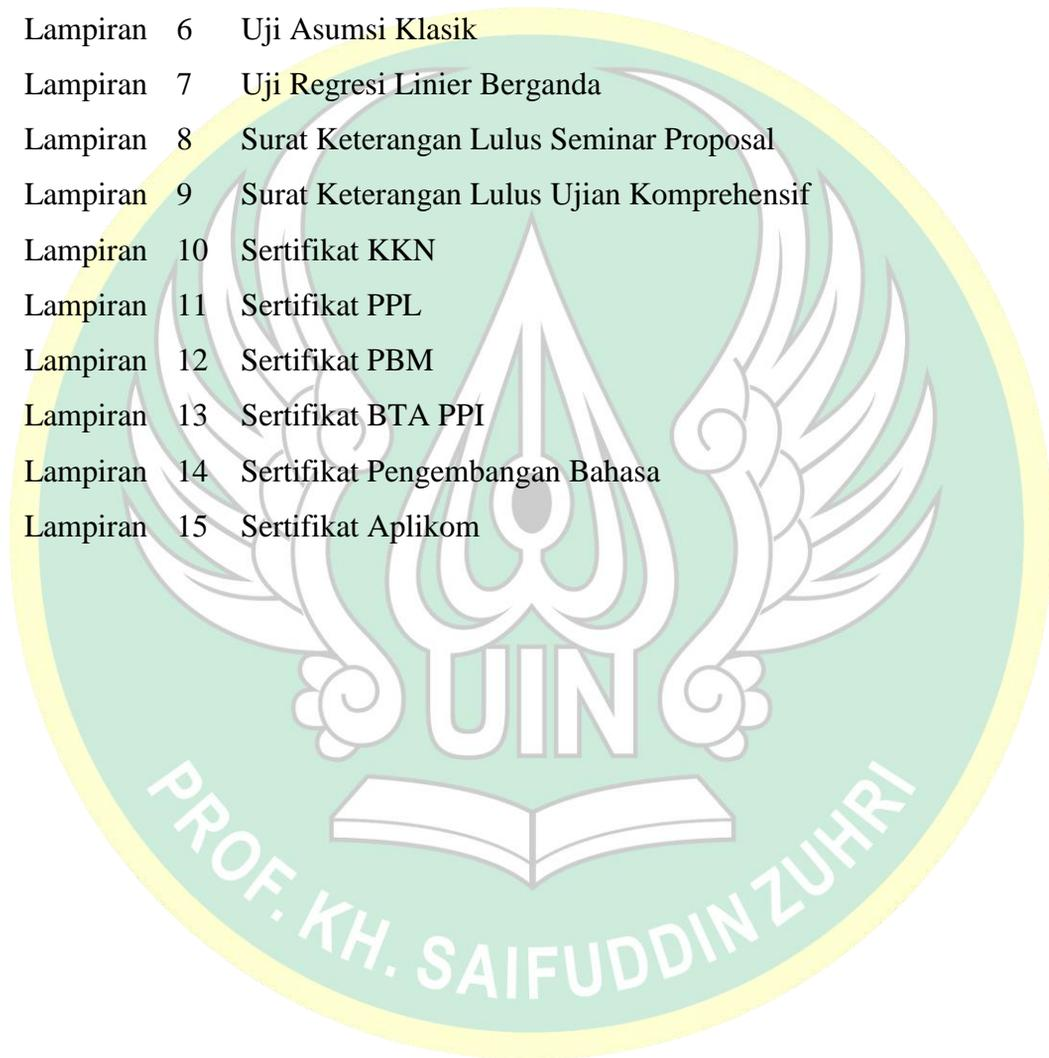 Lampiran 6 Uji Asumsi Klasik
Lampiran 7 Uji Regresi Linier Berganda
Lampiran 8 Surat Keterangan Lulus Seminar Proposal
Lampiran 9 Surat Keterangan Lulus Ujian Komprehensif
Lampiran 10 Sertifikat KKN
Lampiran 11 Sertifikat PPL
Lampiran 12 Sertifikat PBM
Lampiran 13 Sertifikat BTA PPI
Lampiran 14 Sertifikat Pengembangan Bahasa
Lampiran 15 Sertifikat Aplikom
UIN
PROF. KH. SAIFUDDIN ZUHRI